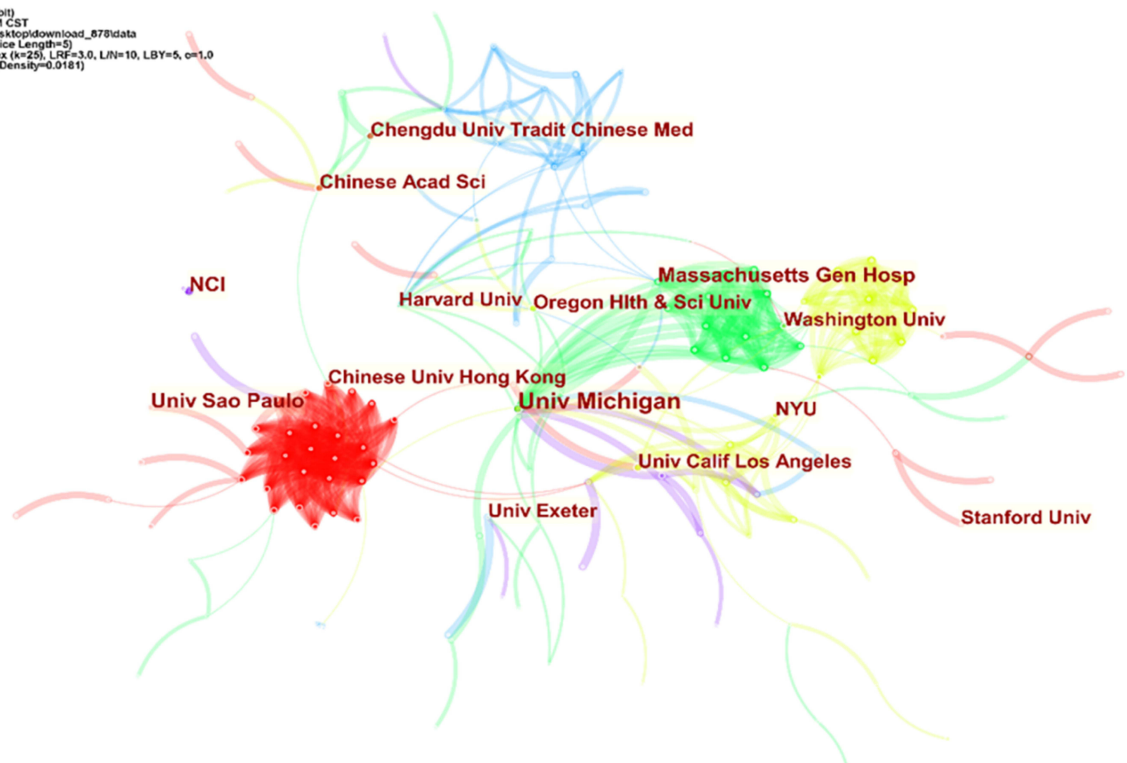 bit)
M CST
sktop\download_878\data
ice Length=5)
x (k=25), LRF=3.0, L/N=10, LBY=5, e=1.0
Density=0.0181)
Chengdu Univ Tradit Chinese Med
Chinese Acad Sci
NCI
Massachusetts Gen Hosp
Harvard Univ
Oregon Hlth & Sci Univ
Washington Univ
Chinese Univ Hong Kong
Univ Sao Paulo
Univ Michigan
NYU
Univ Calif Los Angeles
Univ Exeter
Stanford Univ